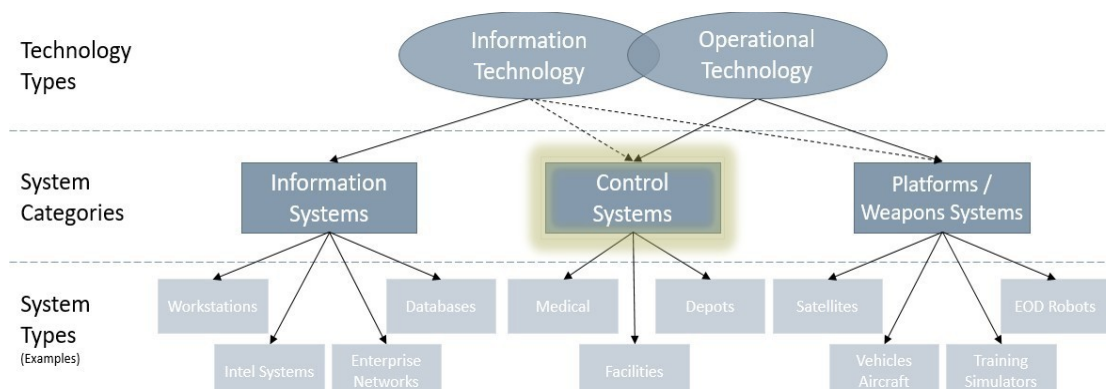 Technology
Types
Information
Technology
Operational
Technology
System
Categories
Information
Systems
Control
Systems
Platforms /
Weapons Systems
System
Types
(Examples)
Workstations
Databases
Medical
Depots
Satellites
EOD Robots
Intel Systems
Enterprise
Networks
Facilities
Vehicles
Aircraft
Training
Simulators